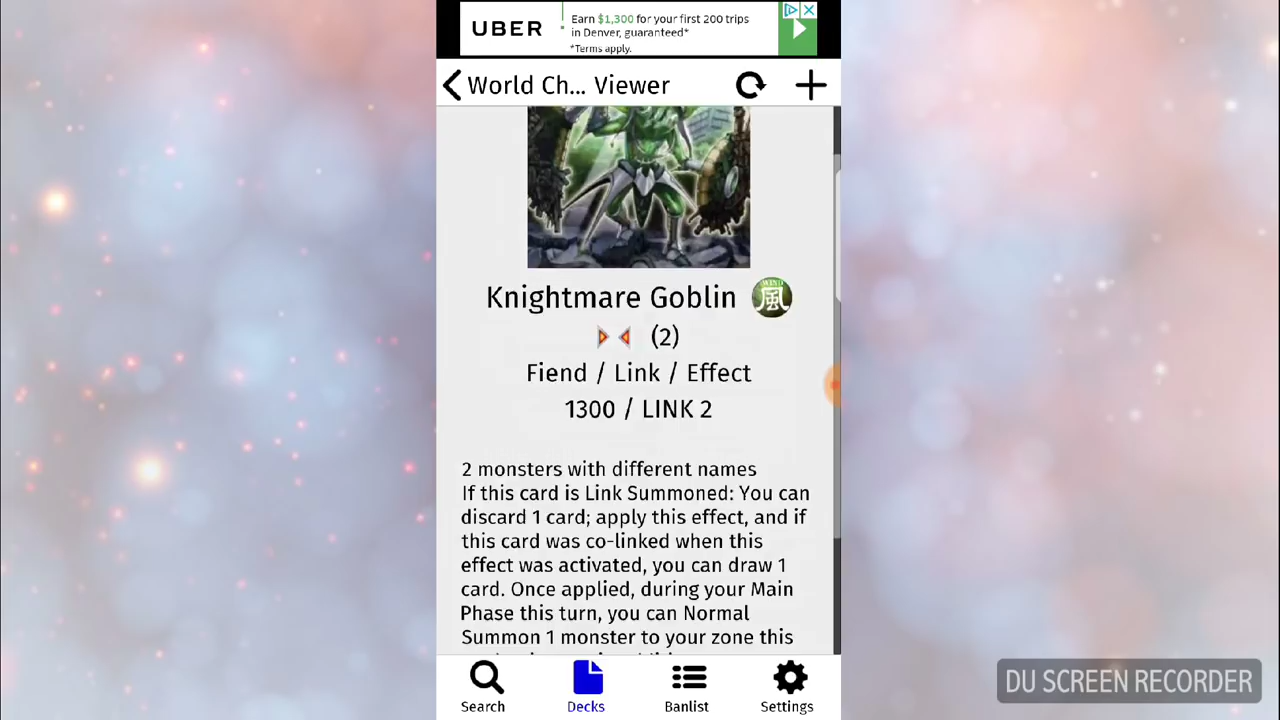 UBER
Earn $1,300 for your first 200 trips
in Denver, guaranteed*
*Terms apply.
World Ch... Viewer
Knightmare Goblin
WIND
風
(2)
Fiend / Link / Effect
1300 / LINK 2
2 monsters with different names
If this card is Link Summoned: You can
discard 1 card; apply this effect, and if
this card was co-linked when this
effect was activated, you can draw 1
card. Once applied, during your Main
Phase this turn, you can Normal
Summon 1 monster to your zone this
Search
Decks
Banlist
Settings
DU SCREEN RECORDER